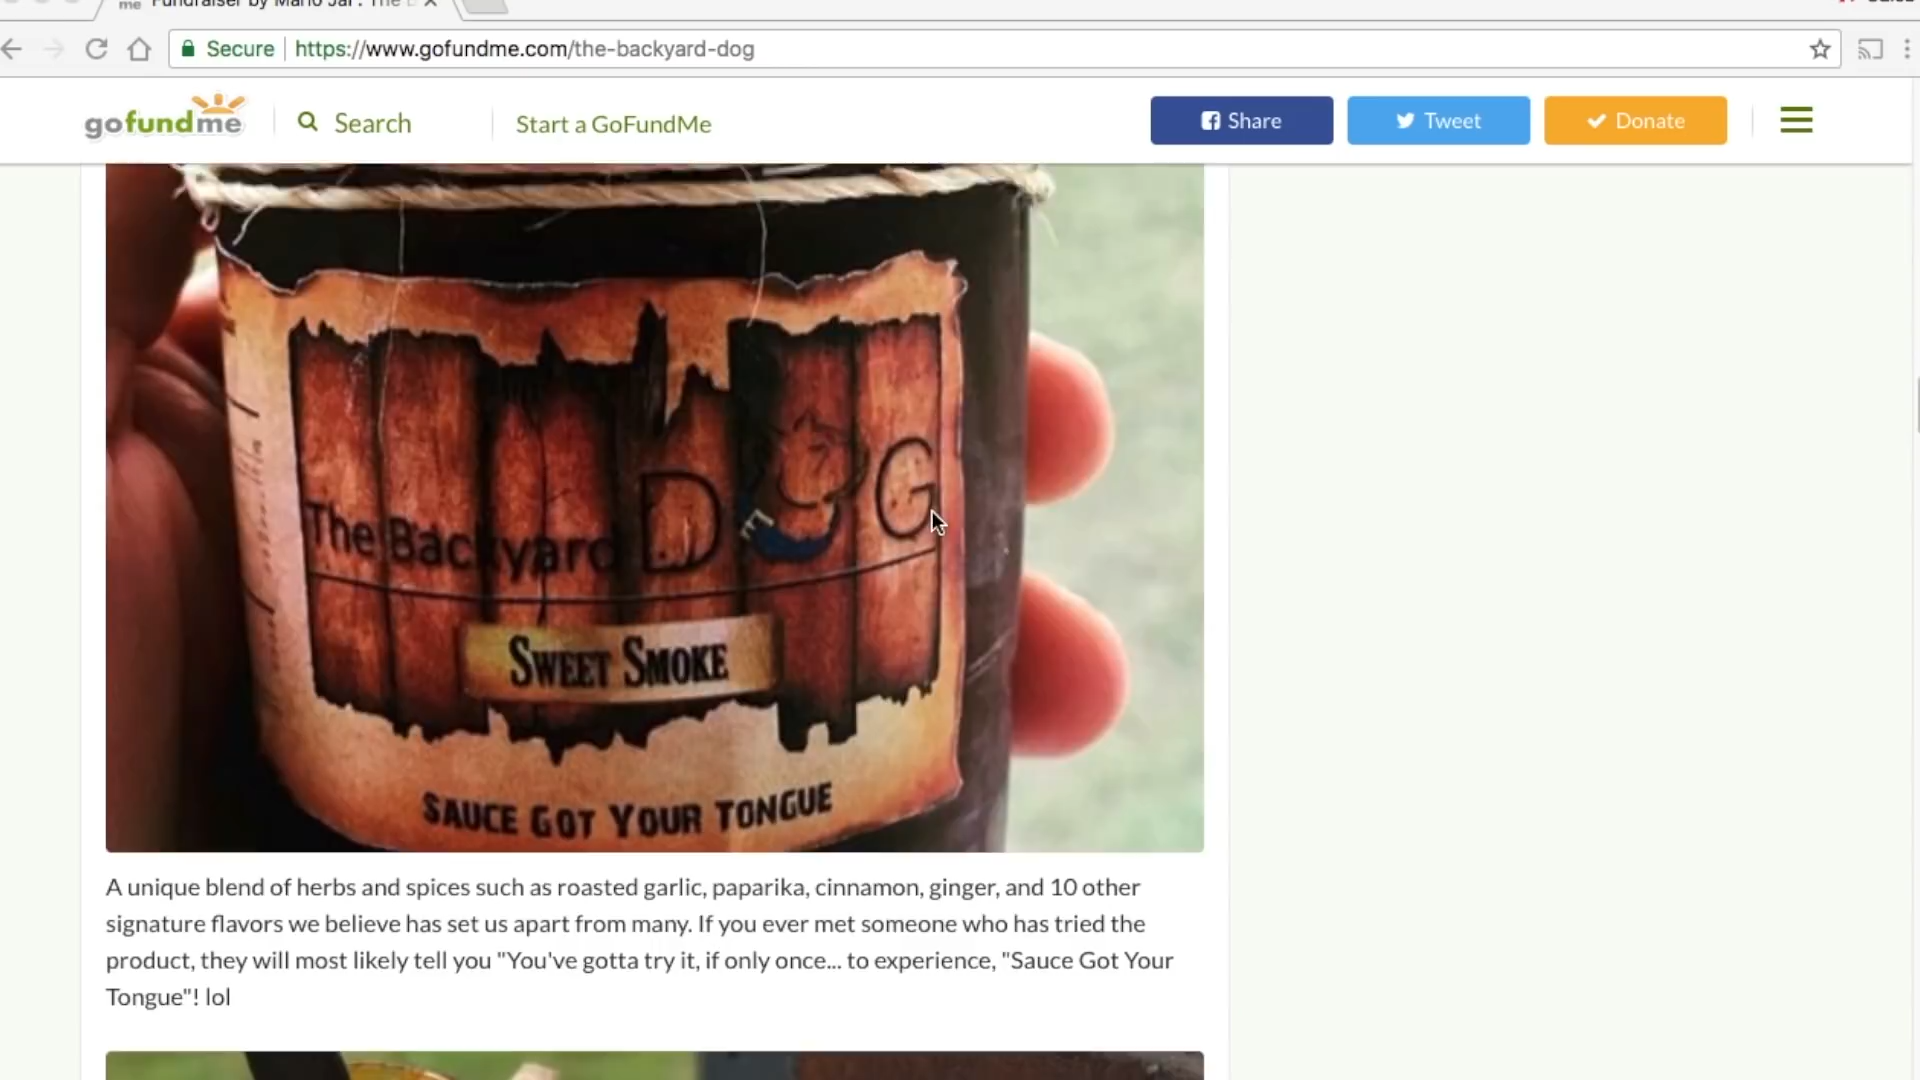 Secure https://www.gofundme.com/the-backyard-dog
gofundme Search Start a GoFundMe Share Tweet Donate
The Backyard D G
SWEET SMOKE
SAUCE GOT YOUR TONGUE
A unique blend of herbs and spices such as roasted garlic, paparika, cinnamon, ginger, and 10 other
signature flavors we believe has set us apart from many. If you ever met someone who has tried the
product, they will most likely tell you "You've gotta try it, if only once... to experience, "Sauce Got Your
Tongue"! lol